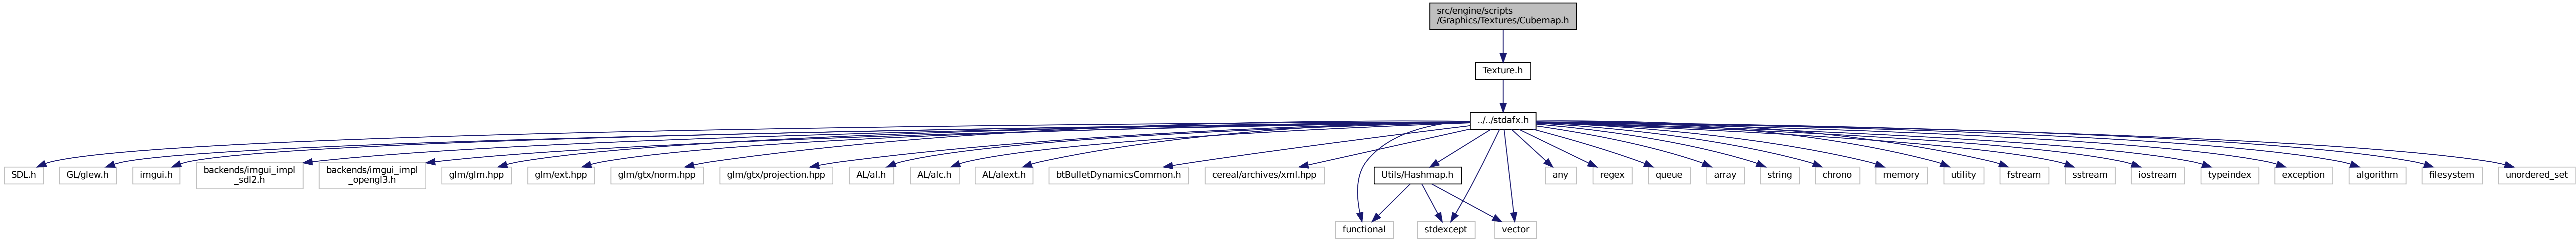 src/engine/scripts
/Graphics/Textures/Cubemap.h
Texture.h
../../stdafx.h
SDL.h
GL/glew.h
imgui.h
backends/imgui_impl
_sdl2.h
backends/imgui_impl
_opengl3.h
glm/glm.hpp
glm/ext.hpp
glm/gtx/norm.hpp
glm/gtx/projection.hpp
AL/al.h
AL/alc.h
AL/alext.h
btBulletDynamicsCommon.h
cereal/archives/xml.hpp
Utils/Hashmap.h
any
regex
queue
array
string
chrono
memory
utility
fstream
sstream
iostream
typeindex
exception
algorithm
filesystem
unordered_set
functional
stdexcept
vector